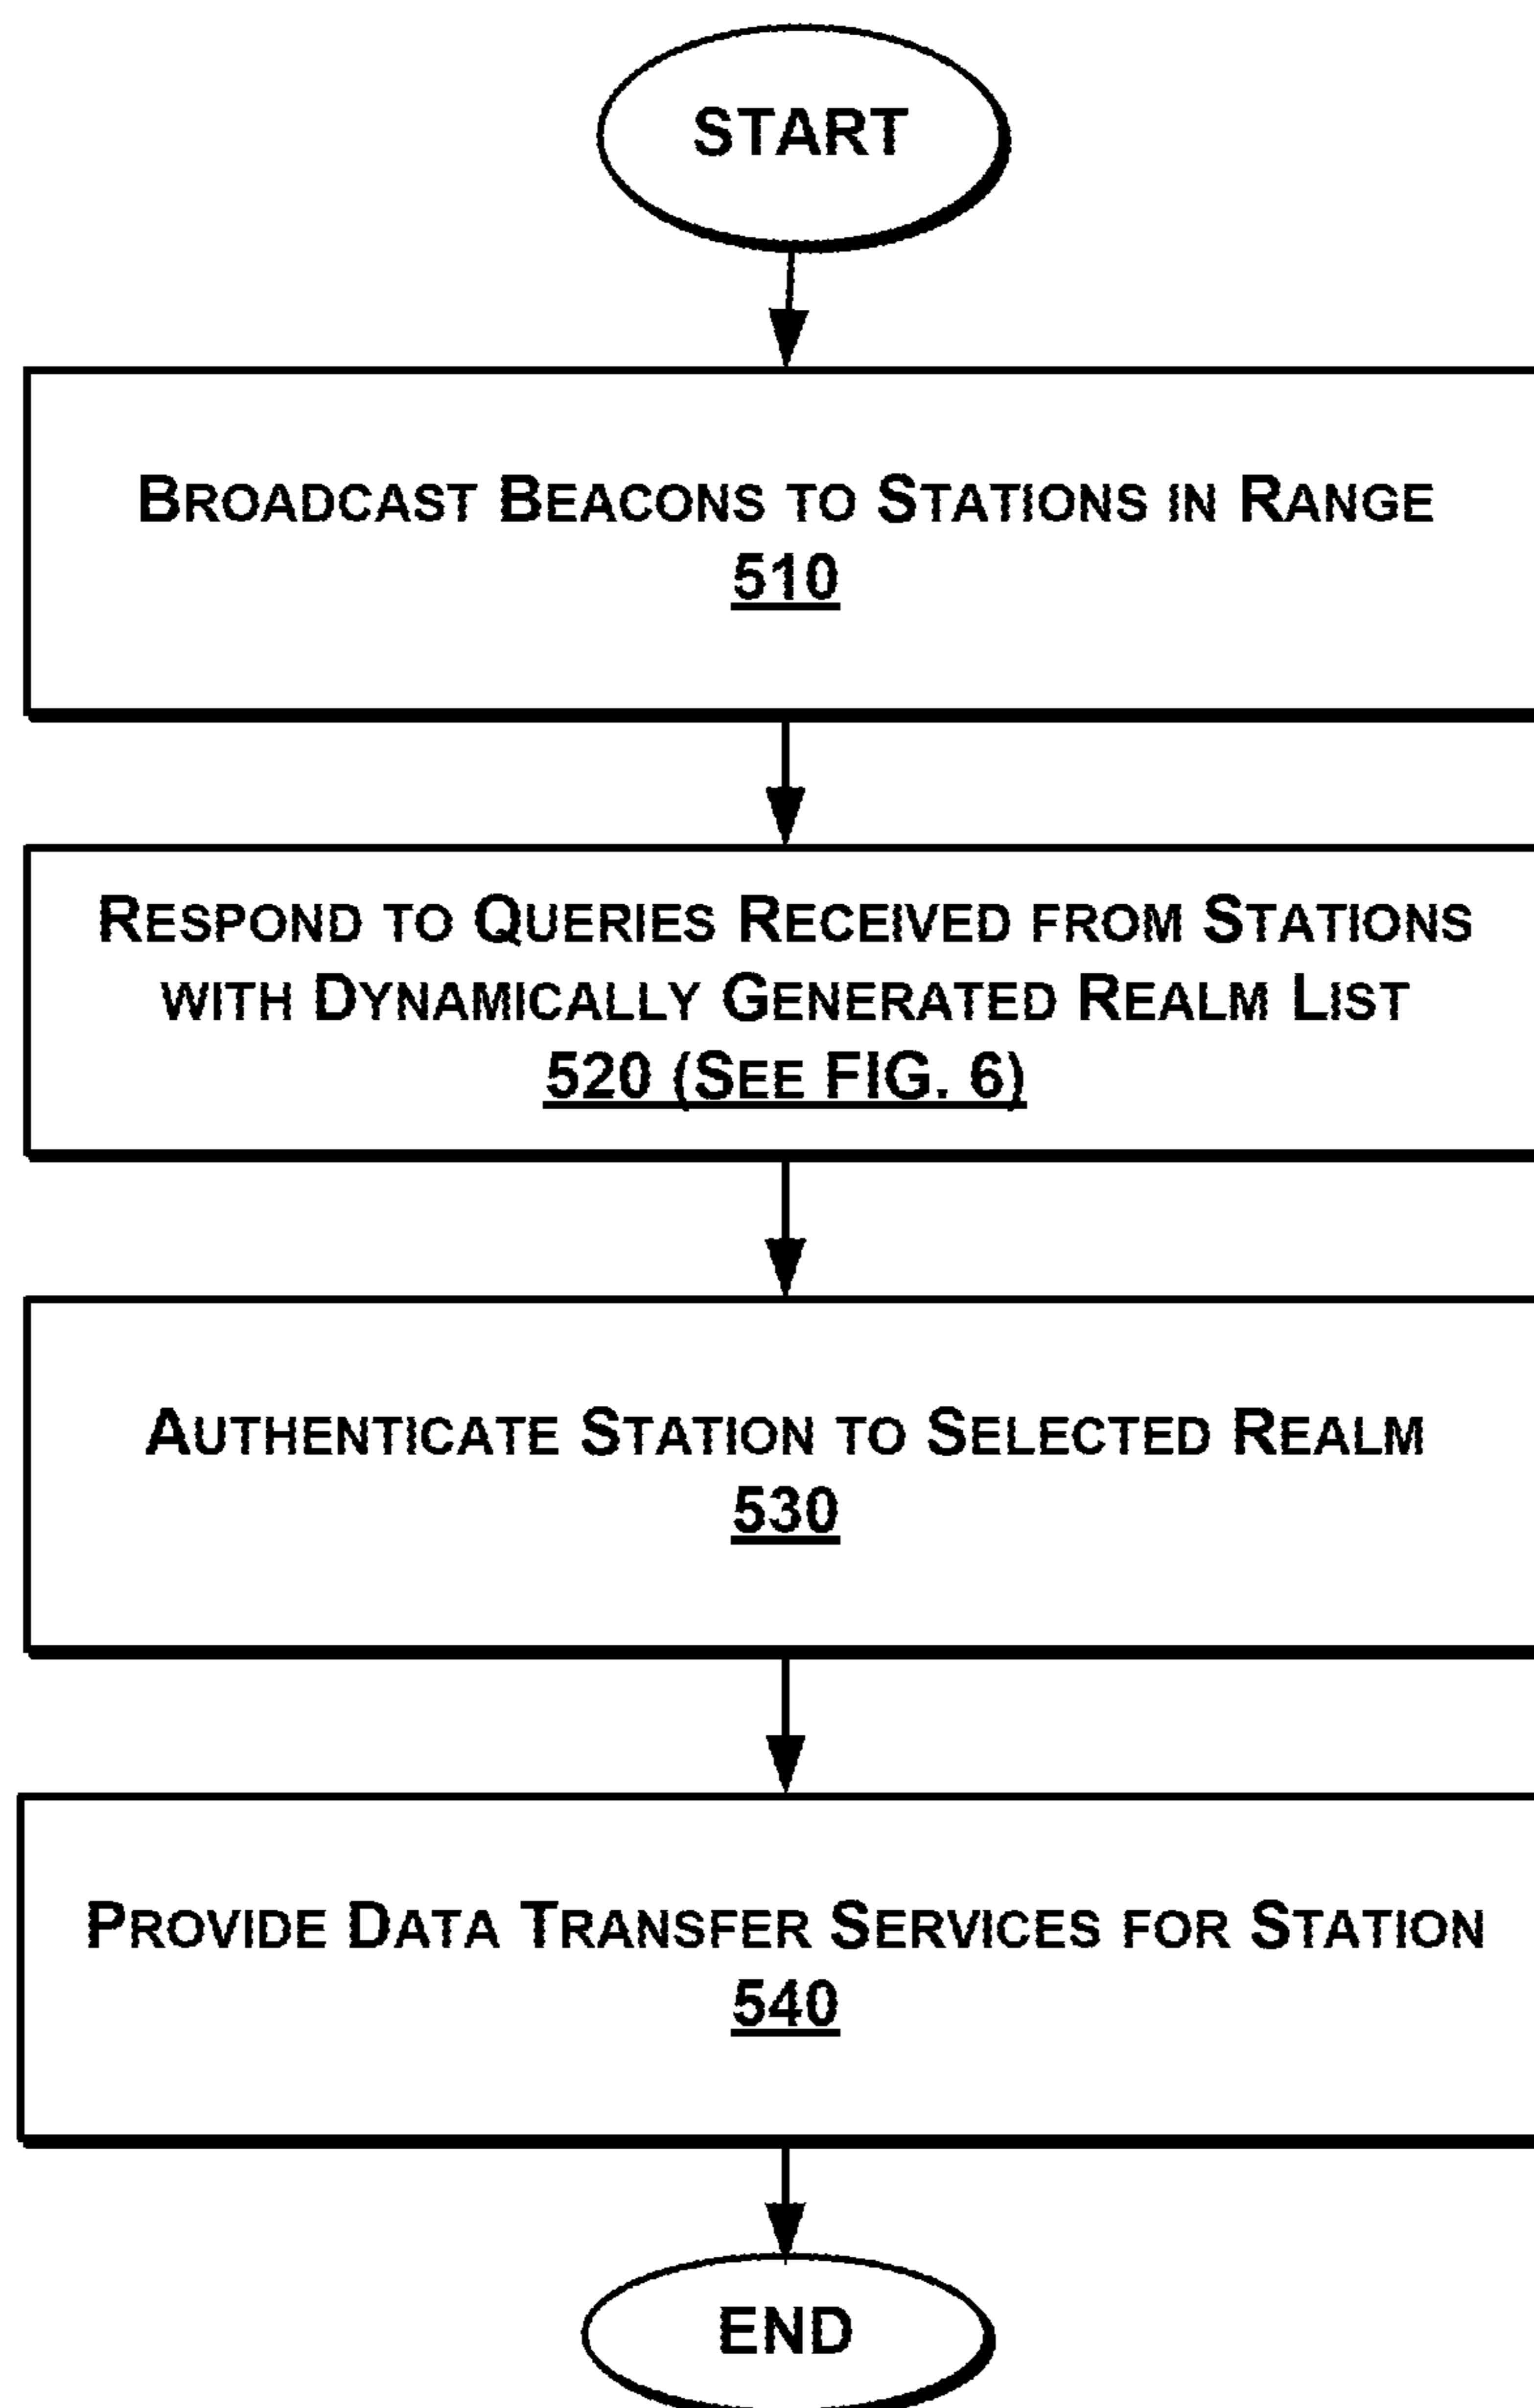 START
BROADCAST BEACONS TO STATIONS IN RANGE
510
RESPOND TO QUERIES RECEIVED FROM STATIONS
WITH DYNAMICALLY GENERATED REALM LIST
520 (SEE FIG. 6)
AUTHENTICATE STATION TO SELECTED REALM
530
PROVIDE DATA TRANSFER SERVICES FOR STATION
540
END